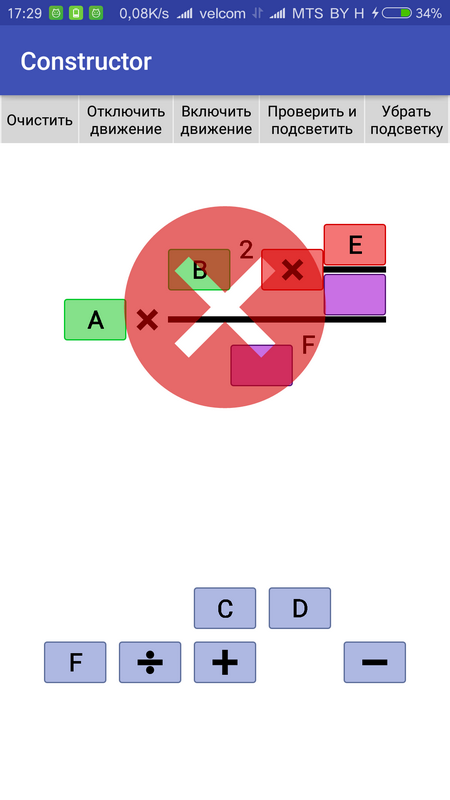 17:29 0,08K/s velcom MTS BY H 34%
Constructor
Очистить
Отключить
движение
Включить
движение
Проверить и
подсветить
Убрать
подсветку
E
B 2 ×
A ×
F
C D
F ÷ + −